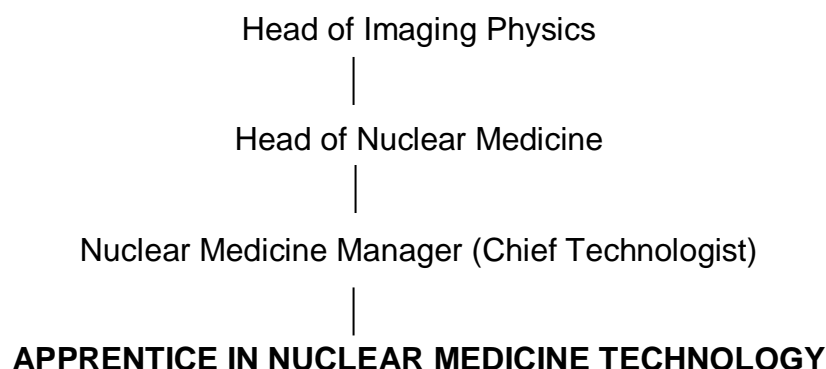 Head of Imaging Physics
Head of Nuclear Medicine
Nuclear Medicine Manager (Chief Technologist)
APPRENTICE IN NUCLEAR MEDICINE TECHNOLOGY